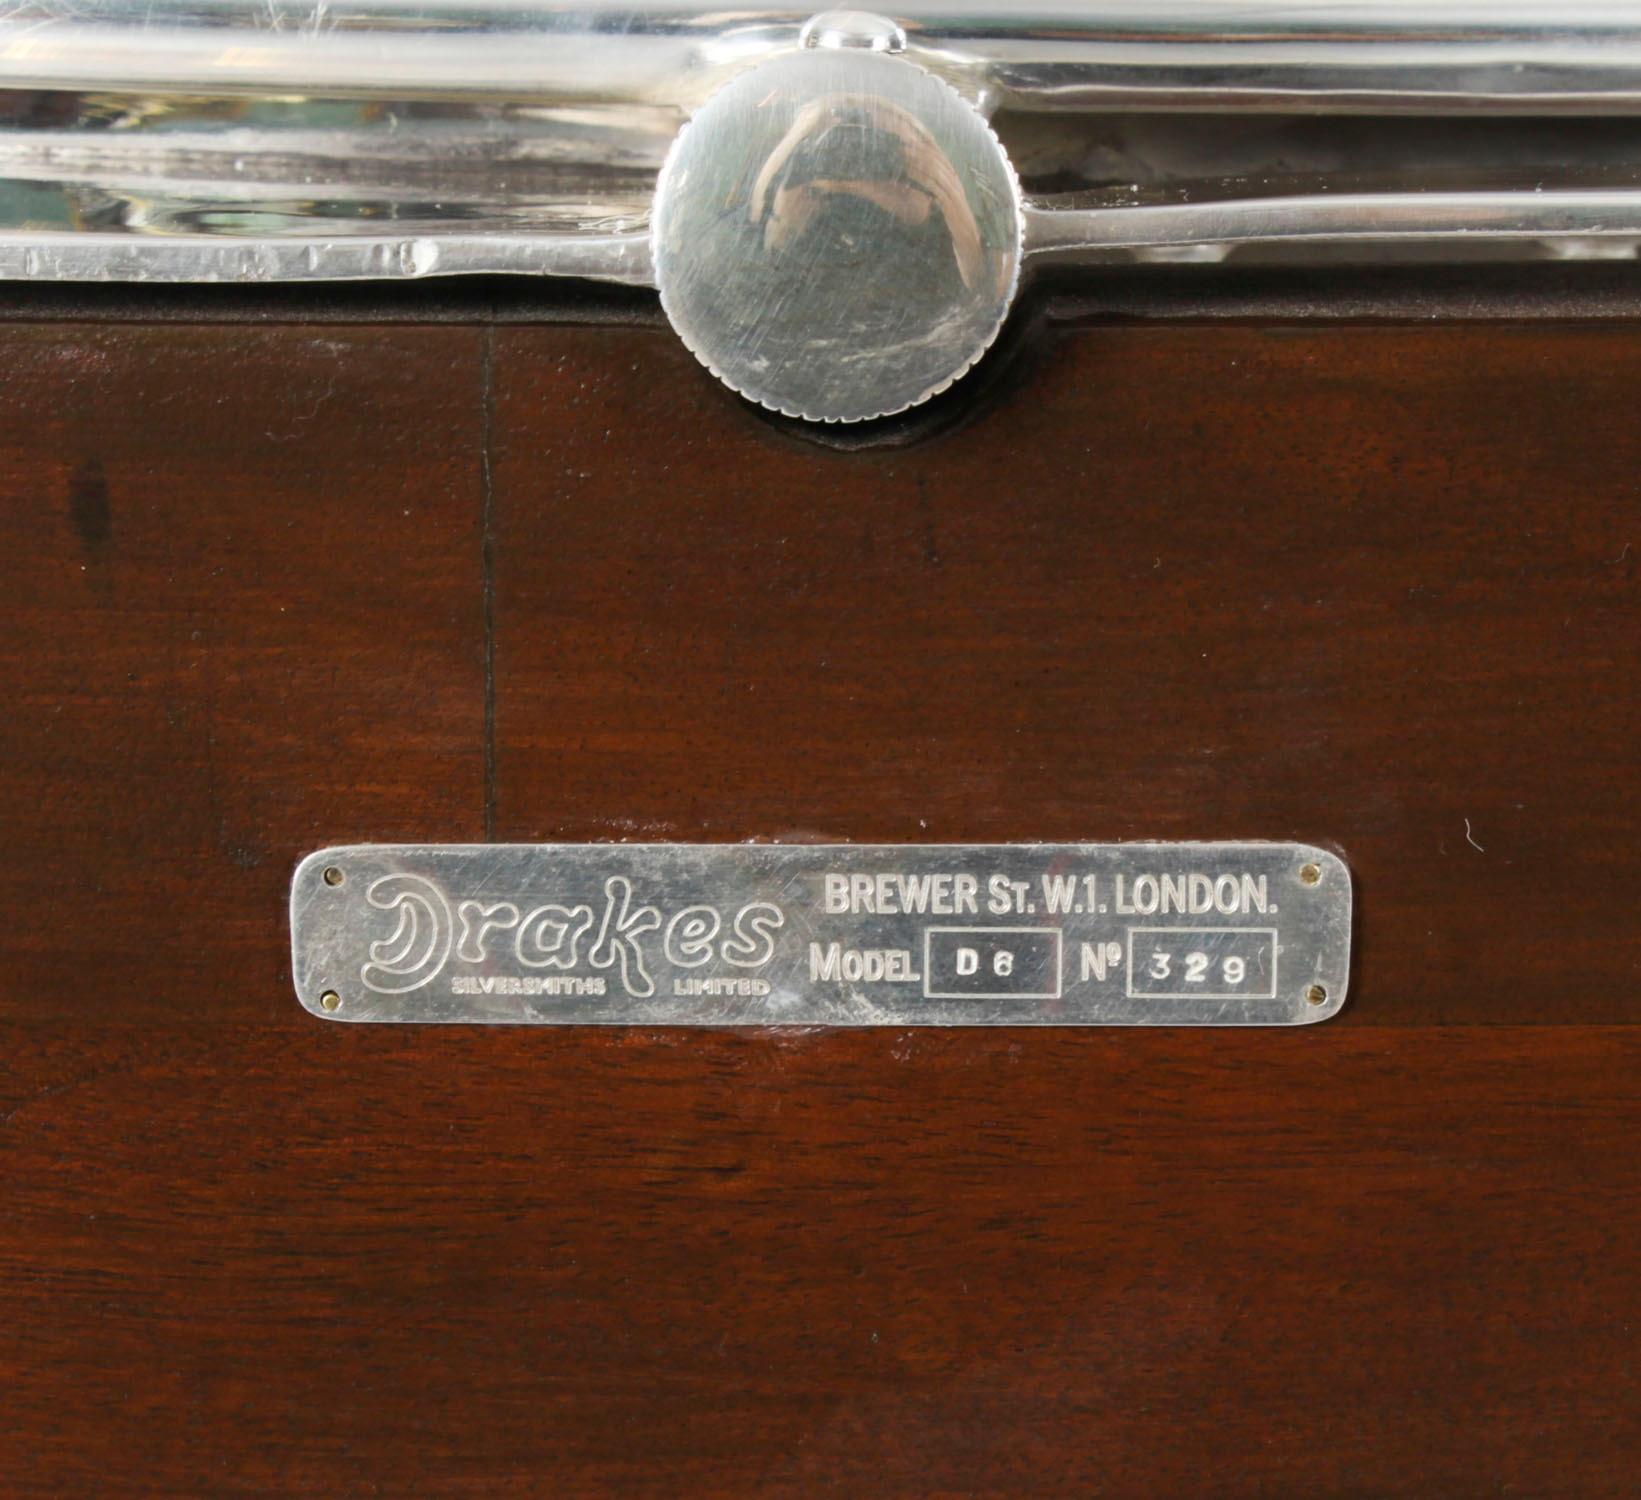 Drakes
SILVERSMITHS LIMITED
BREWER ST. W.1. LONDON.
MODEL D6 Nº 329